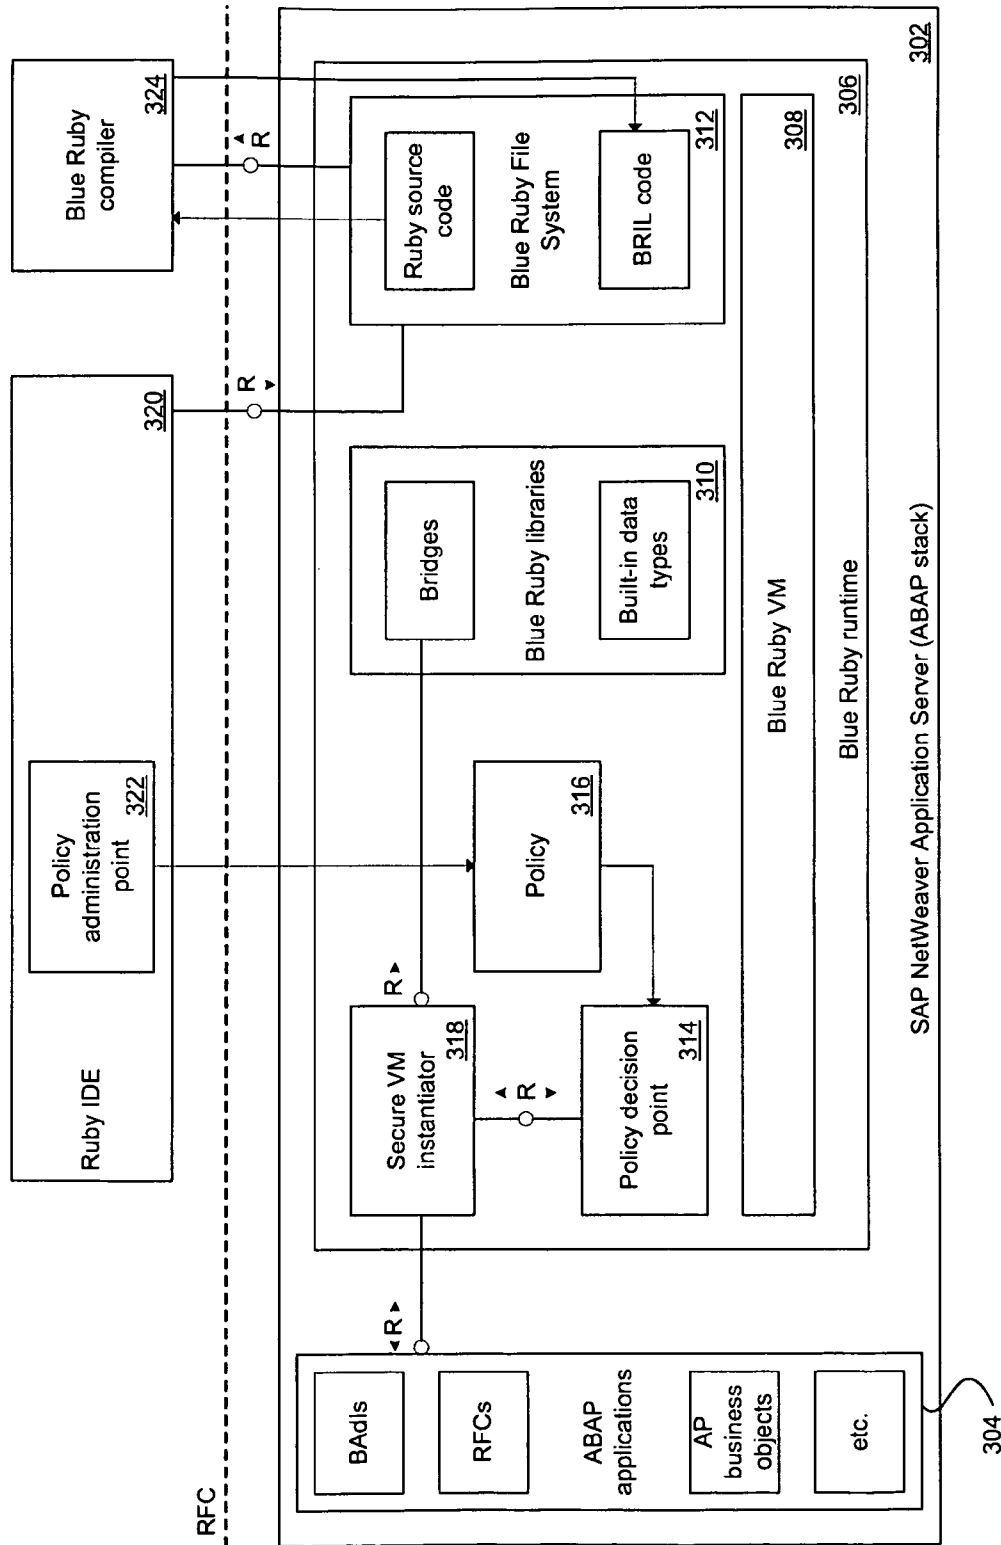 Ruby IDE
Policy
administration
point
322
320
Blue Ruby
compiler
324
RFC
R
R
BAdIs
RFCs
ABAP
applications
AP
business
objects
etc.
304
R
Secure VM
instantiator
318
R
R
Policy decision
point
314
Policy
316
Bridges
Blue Ruby libraries
Built-in data
types
310
Ruby source
code
Blue Ruby File
System
BRIL code
312
Blue Ruby VM
308
Blue Ruby runtime
306
SAP NetWeaver Application Server (ABAP stack)
302